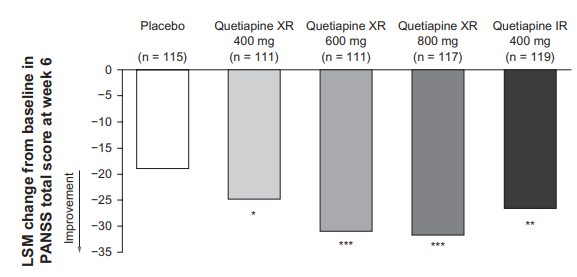 Placebo
(n = 115)
Quetiapine XR
400 mg
(n = 111)
Quetiapine XR
600 mg
(n = 111)
Quetiapine XR
800 mg
(n = 117)
Quetiapine IR
400 mg
(n = 119)
LSM change from baseline in
PANSS total score at week 6
Improvement
0
−5
−10
−15
−20
−25
−30
−35
*
***
***
**